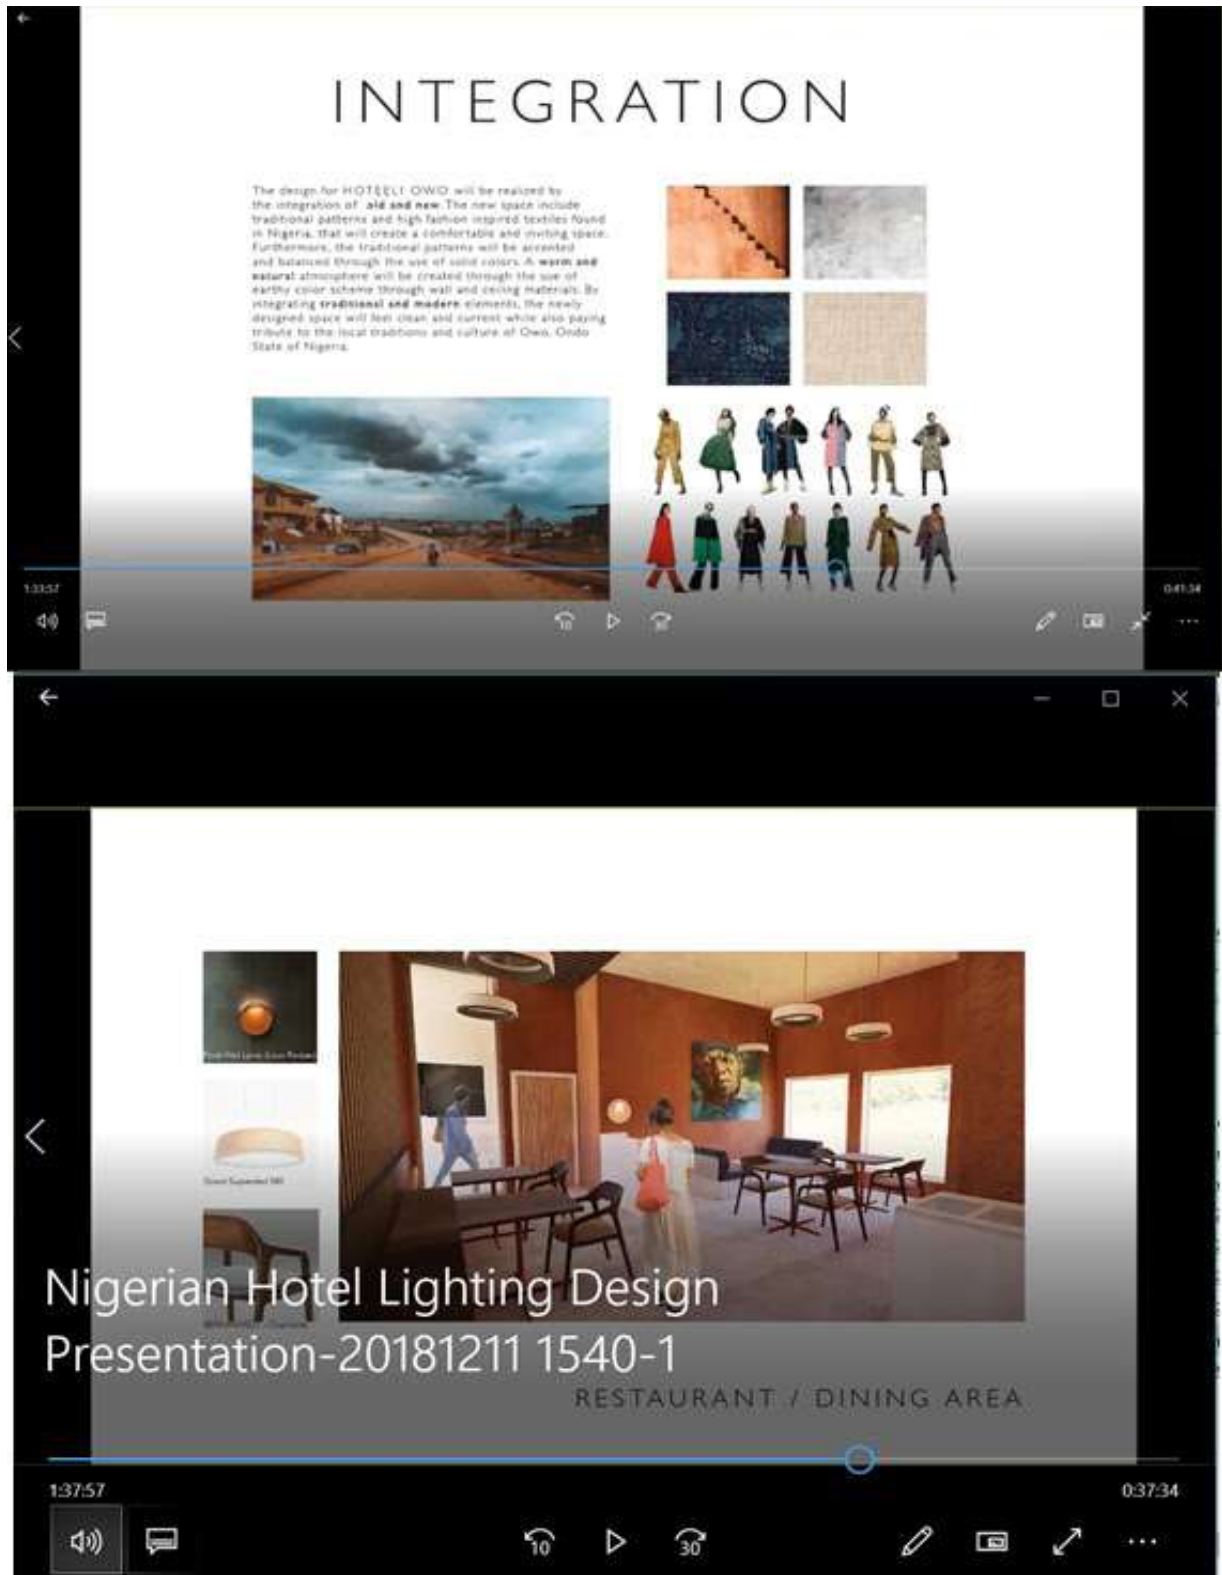 INTEGRATION
The design for HOTEELI OWO will be realized by
the integration of old and new. The new space include
traditional patterns and high fashion inspired textiles found
in Nigeria, that will create a comfortable and inviting space.
Furthermore, the traditional patterns will be accented
and balanced through the use of solid colors. A warm and
natural atmosphere will be created through the use of
earthy color scheme through wall and ceiling materials. By
integrating traditional and modern elements, the newly
designed space will feel clean and current while also paying
tribute to the local traditions and culture of Owo, Ondo
State of Nigeria.
1:33:57
0:41:34
10
30
Suspended
Nigerian Hotel Lighting Design
Presentation-20181211 1540-1
RESTAURANT / DINING AREA
1:37:57
0:37:34
10
30